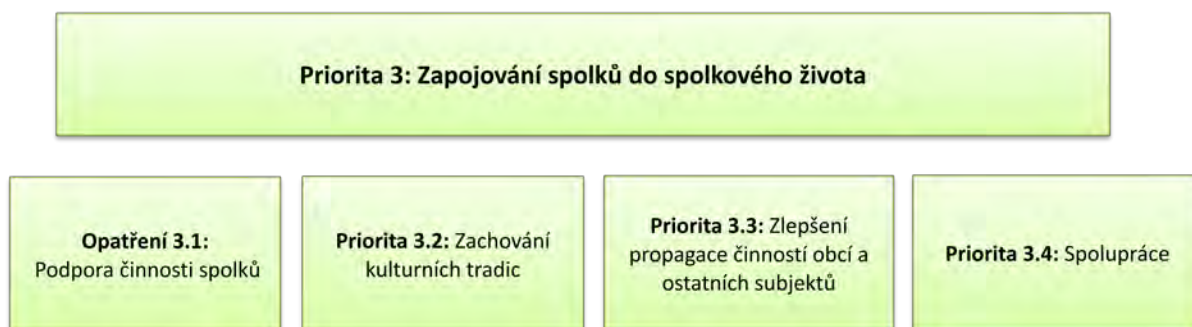 Priorita 3: Zapojování spolků do spolkového života
Opatření 3.1:
Podpora činnosti spolků
Priorita 3.2: Zachování
kulturních tradic
Priorita 3.3: Zlepšení
propagace činností obcí a
ostatních subjektů
Priorita 3.4: Spolupráce